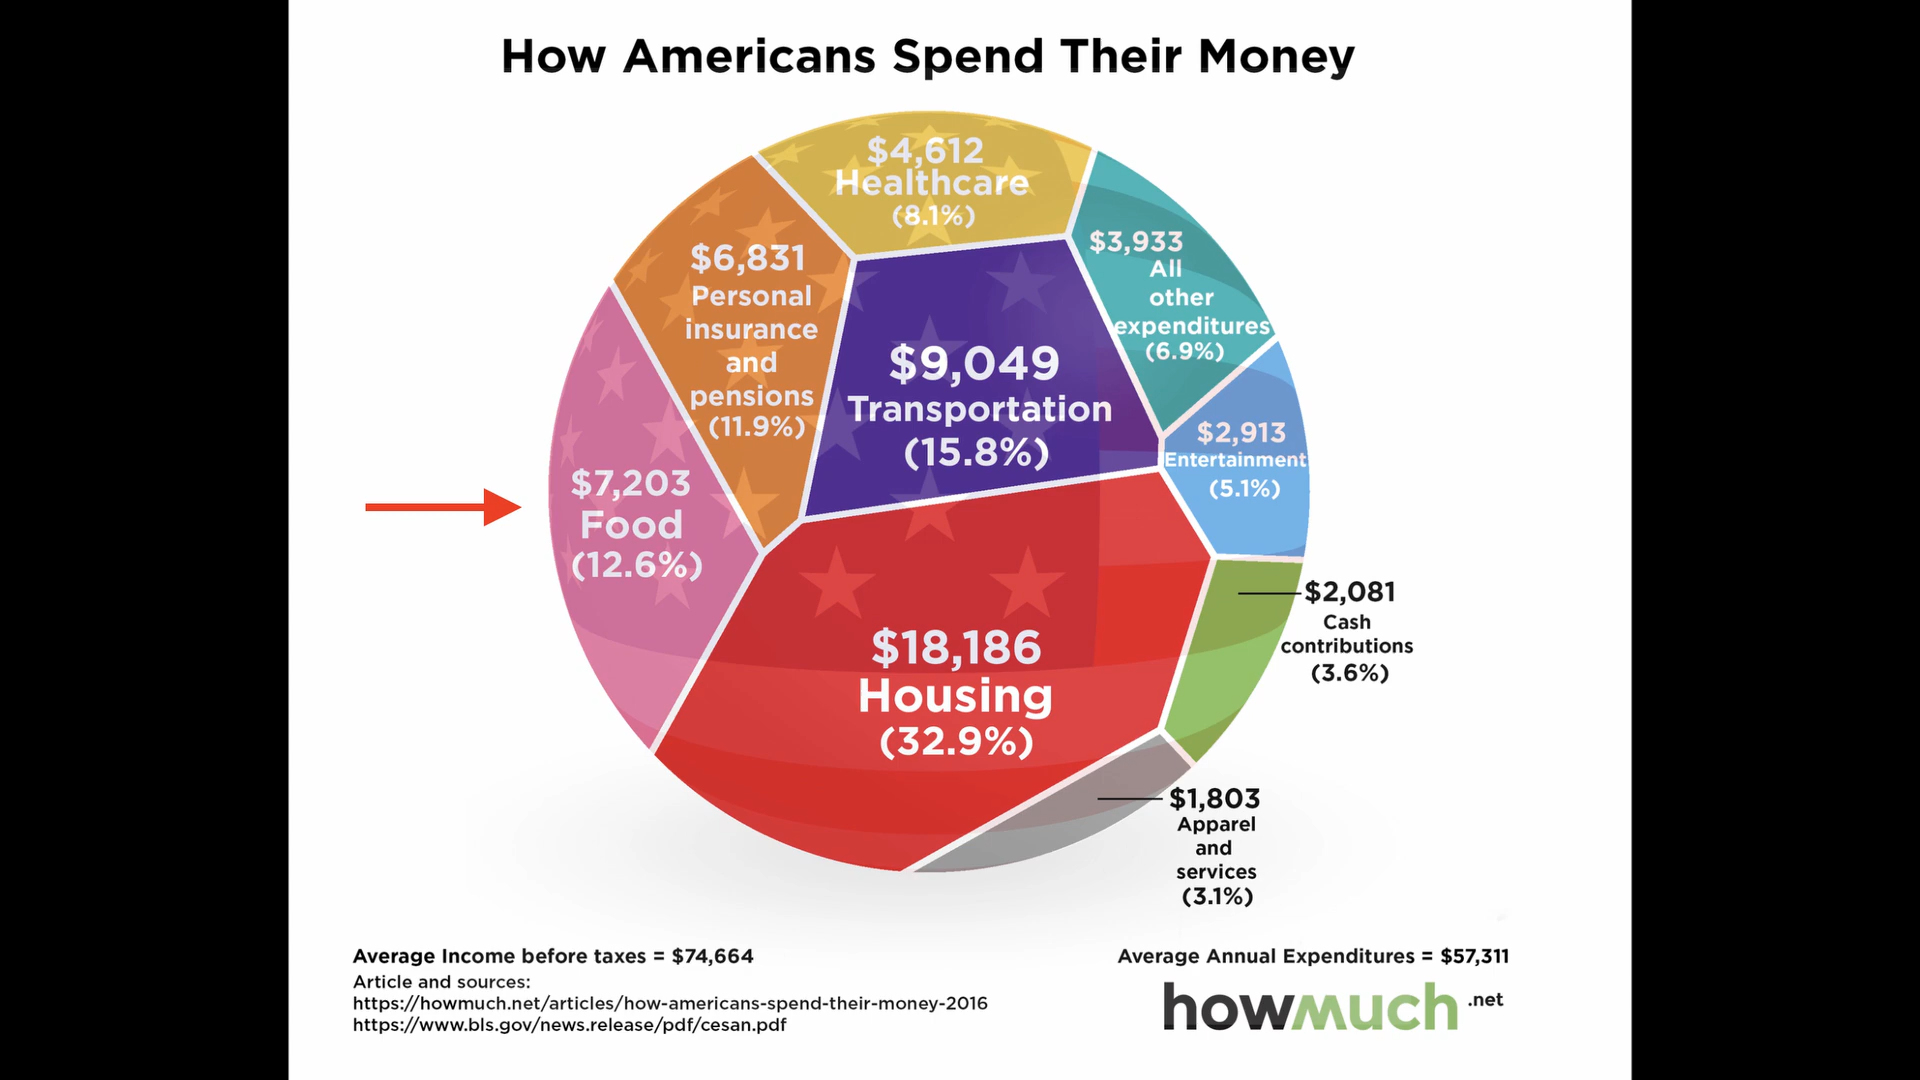 How Americans Spend Their Money
$4,612
Healthcare
(8.1%)
$3,933
All
other
expenditures
(6.9%)
$6,831
Personal
insurance
and
pensions
(11.9%)
$9,049
Transportation
(15.8%)
$2,913
Entertainment
(5.1%)
$7,203
Food
(12.6%)
$2,081
Cash
contributions
(3.6%)
$18,186
Housing
(32.9%)
$1,803
Apparel
and
services
(3.1%)
Average Income before taxes = $74,664
Article and sources:
https://howmuch.net/articles/how-americans-spend-their-money-2016
https://www.bls.gov/news.release/pdf/cesan.pdf
Average Annual Expenditures = $57,311
howmuch.net